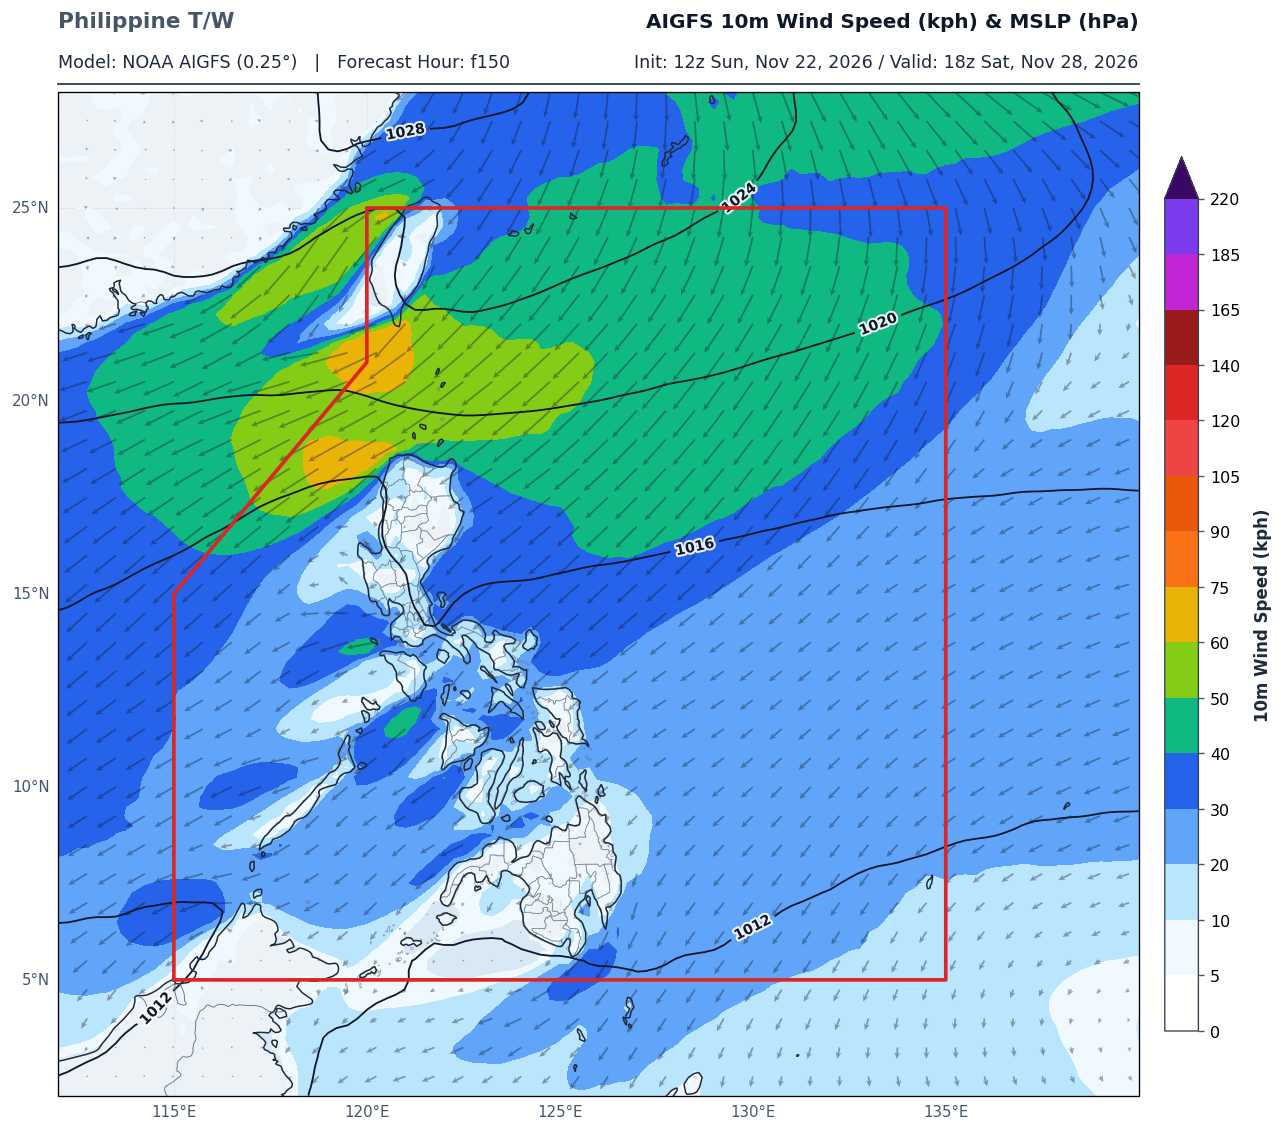 Philippine T/W
AIGFS 10m Wind Speed (kph) & MSLP (hPa)
Model: NOAA AIGFS (0.25°)   |   Forecast Hour: f150
Init: 12z Sun, Nov 22, 2026 / Valid: 18z Sat, Nov 28, 2026
1028
1024
1020
1016
1012
1012
25°N
20°N
15°N
10°N
5°N
115°E
120°E
125°E
130°E
135°E
220
185
165
140
120
105
90
75
60
50
40
30
20
10
5
0
10m Wind Speed (kph)